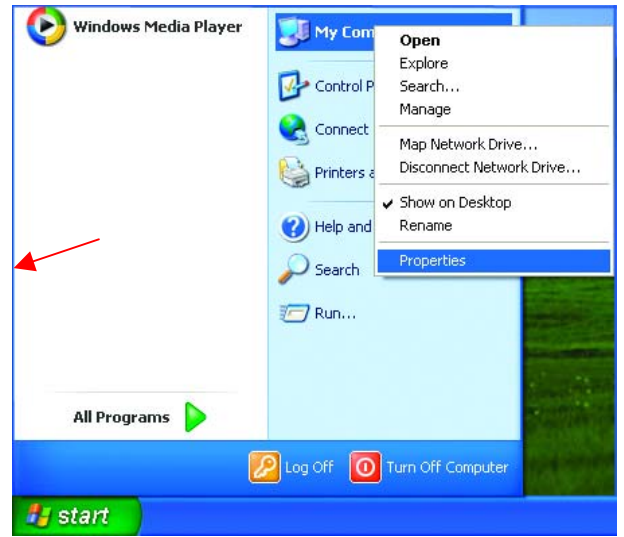 Windows Media Player
All Programs
My Com
Control P
Connect
Printers a
Help and
Search
Run...
Open
Explore
Search...
Manage
Map Network Drive...
Disconnect Network Drive...
Show on Desktop
Rename
Properties
Log Off
Turn Off Computer
start